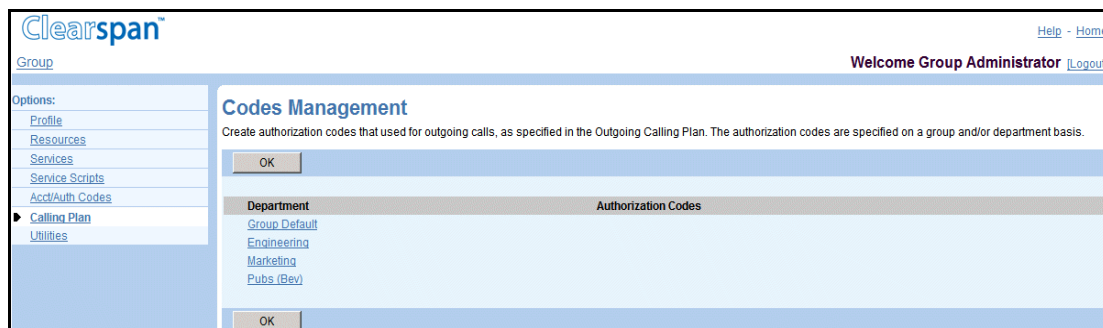 Clearspan™
Help - Home
Group
Welcome Group Administrator [Logout
Options:
Profile
Resources
Services
Service Scripts
Acct/Auth Codes
Calling Plan
Utilities
Codes Management
Create authorization codes that used for outgoing calls, as specified in the Outgoing Calling Plan. The authorization codes are specified on a group and/or department basis.
OK
Department Authorization Codes
Group Default
Engineering
Marketing
Pubs (Bev)
OK